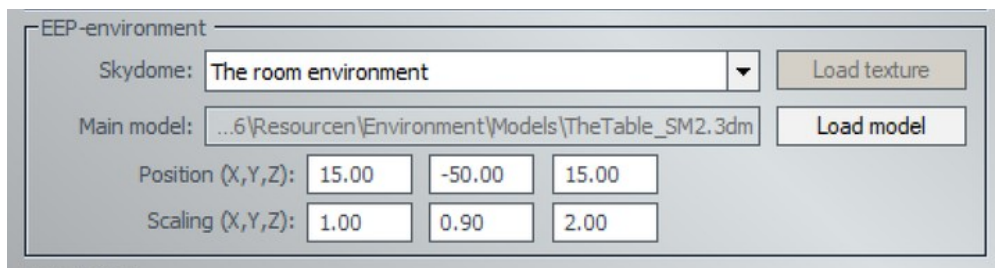 EEP-environment
Skydome: The room environment Load texture
Main model: ...6\Resourcen\Environment\Models\TheTable_SM2.3dm Load model
Position (X,Y,Z): 15.00 -50.00 15.00
Scaling (X,Y,Z): 1.00 0.90 2.00